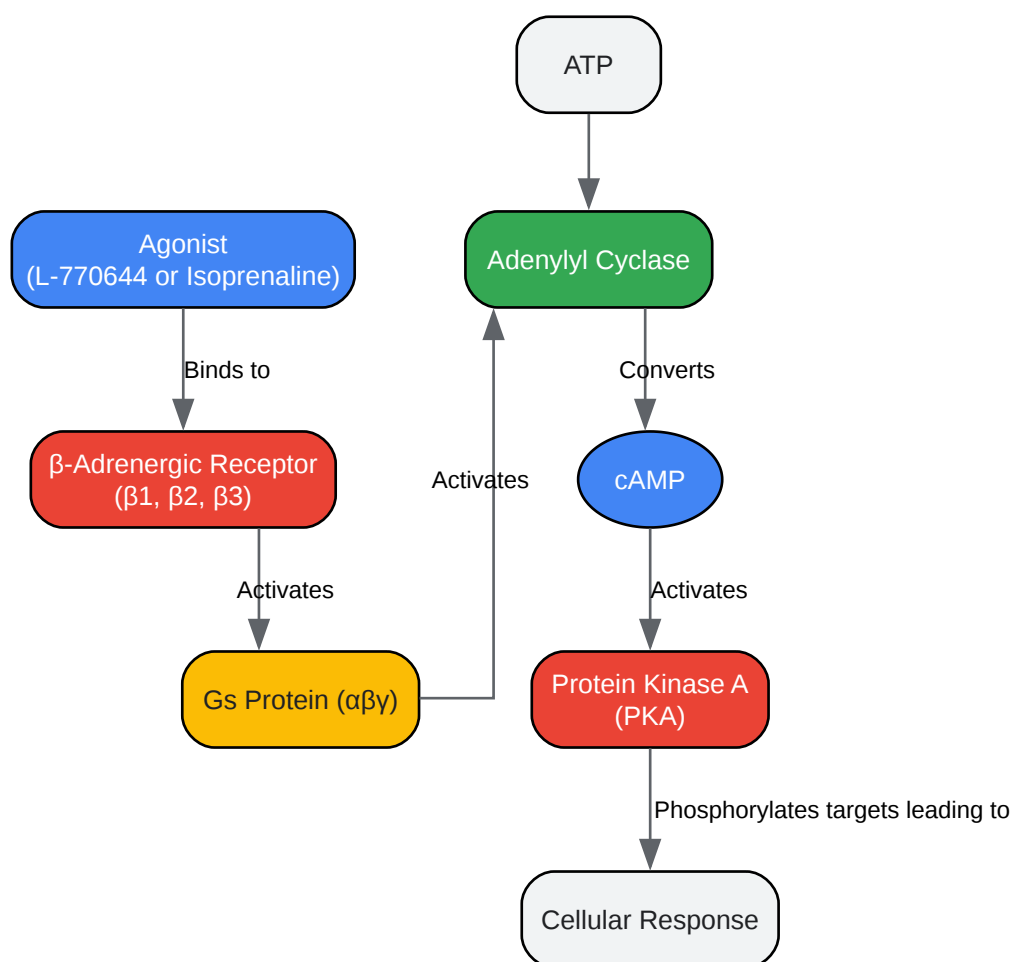 ATP
Agonist
(L-770644 or Isoprenaline)
Adenylyl Cyclase
Binds to
Converts
β-Adrenergic Receptor
(β1, β2, β3)
Activates
cAMP
Activates
Activates
Gs Protein (αβγ)
Protein Kinase A
(PKA)
Phosphorylates targets leading to
Cellular Response